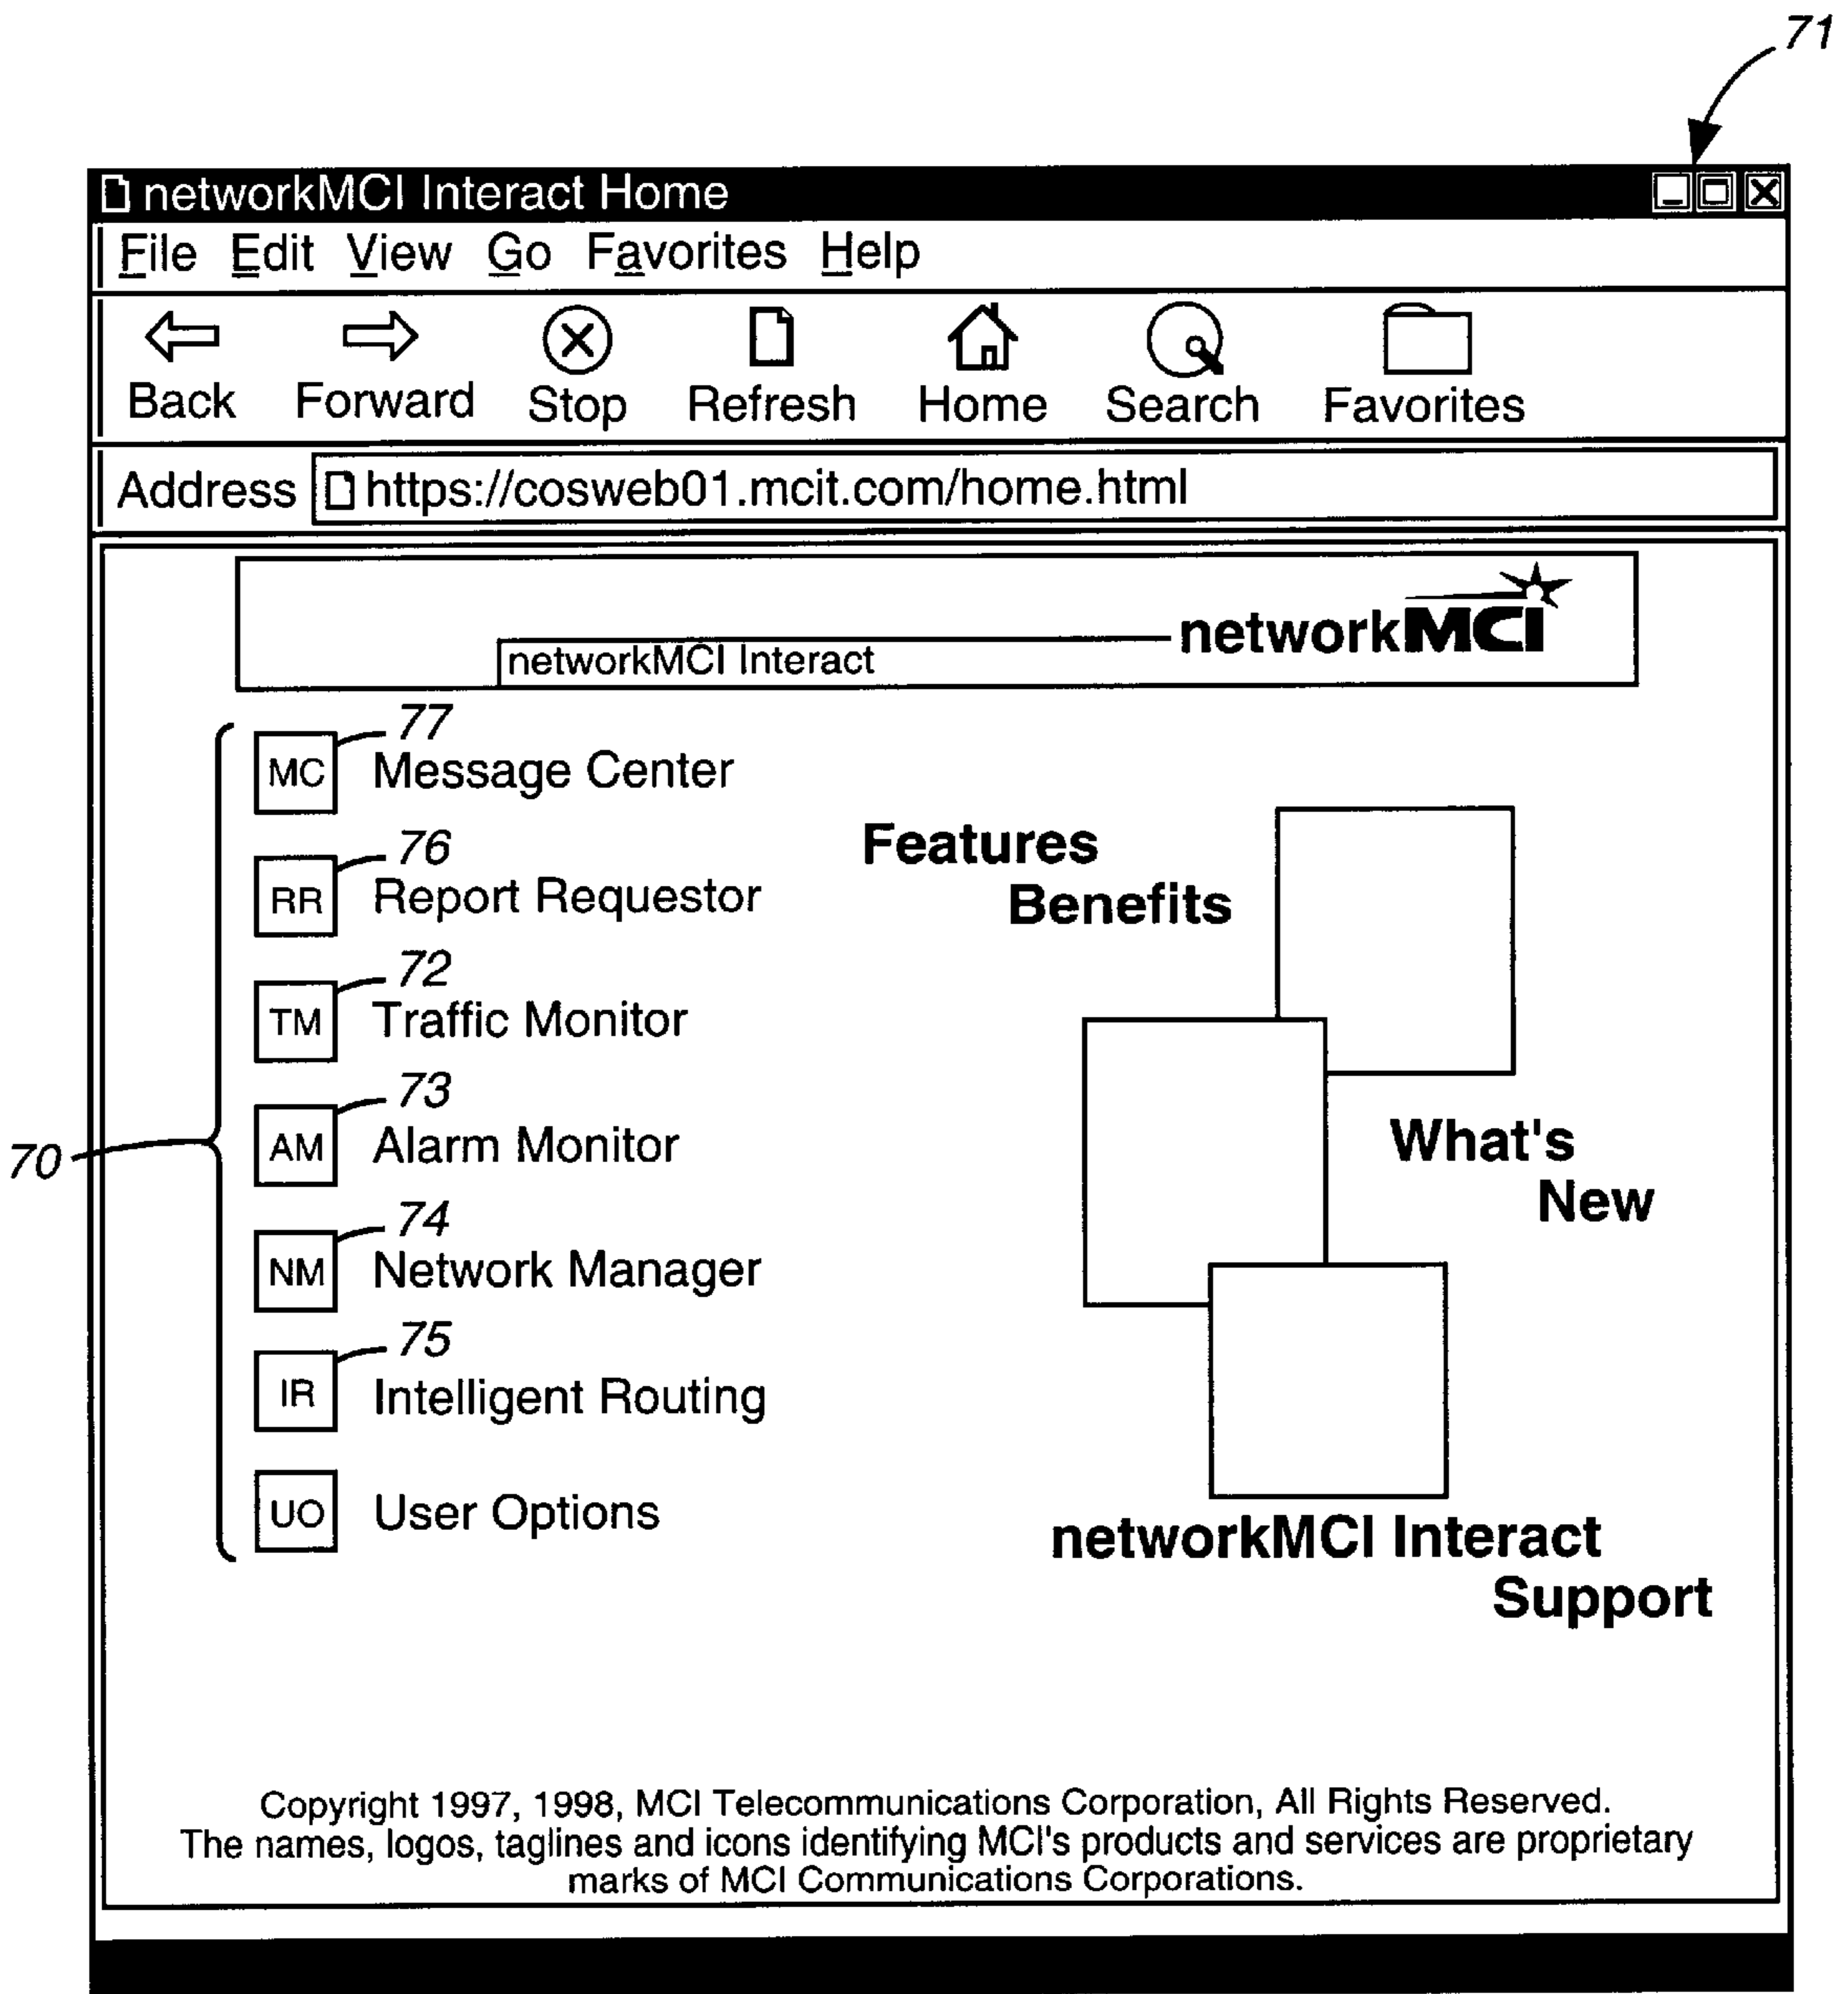 71
networkMCI Interact Home
File Edit View Go Favorites Help
Back Forward Stop Refresh Home Search Favorites
Address https://cosweb01.mcit.com/home.html
networkMCI
networkMCI Interact
77
MC Message Center
76
RR Report Requestor
72
TM Traffic Monitor
73
AM Alarm Monitor
70
74
NM Network Manager
75
IR Intelligent Routing
UO User Options
Features
Benefits
What's
New
networkMCI Interact
Support
Copyright 1997, 1998, MCI Telecommunications Corporation, All Rights Reserved.
The names, logos, taglines and icons identifying MCI's products and services are proprietary
marks of MCI Communications Corporations.